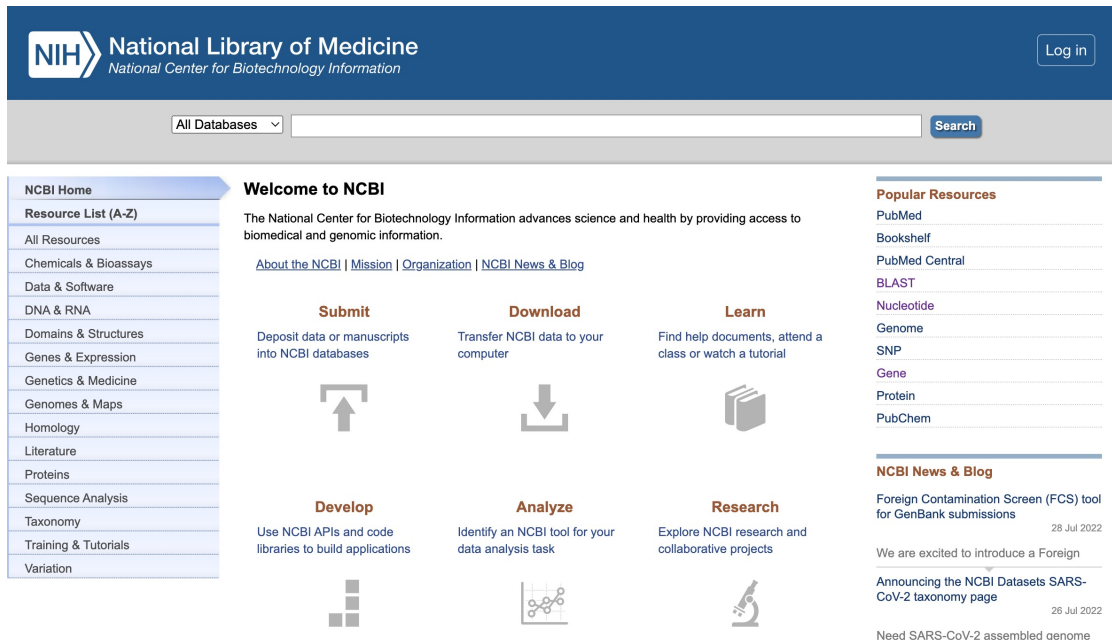 NIH
National Library of Medicine
National Center for Biotechnology Information
Log in
All Databases
Search
NCBI Home
Resource List (A-Z)
All Resources
Chemicals & Bioassays
Data & Software
DNA & RNA
Domains & Structures
Genes & Expression
Genetics & Medicine
Genomes & Maps
Homology
Literature
Proteins
Sequence Analysis
Taxonomy
Training & Tutorials
Variation
Welcome to NCBI
The National Center for Biotechnology Information advances science and health by providing access to
biomedical and genomic information.
About the NCBI | Mission | Organization | NCBI News & Blog
Submit
Deposit data or manuscripts
into NCBI databases
Download
Transfer NCBI data to your
computer
Learn
Find help documents, attend a
class or watch a tutorial
Develop
Use NCBI APIs and code
libraries to build applications
Analyze
Identify an NCBI tool for your
data analysis task
Research
Explore NCBI research and
collaborative projects
Popular Resources
PubMed
Bookshelf
PubMed Central
BLAST
Nucleotide
Genome
SNP
Gene
Protein
PubChem
NCBI News & Blog
Foreign Contamination Screen (FCS) tool
for GenBank submissions
28 Jul 2022
We are excited to introduce a Foreign
Announcing the NCBI Datasets SARS-
CoV-2 taxonomy page
26 Jul 2022
Need SARS-CoV-2 assembled genome